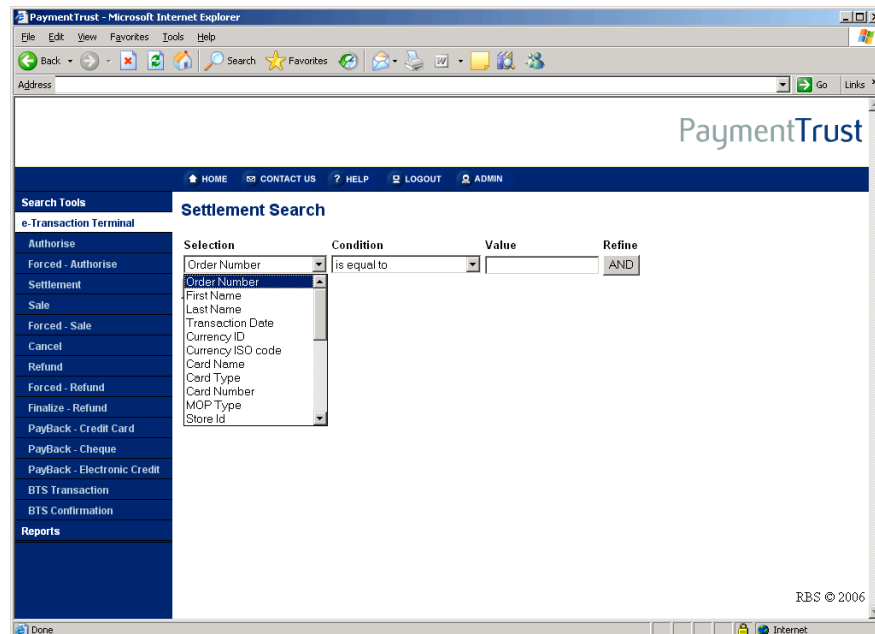 PaymentTrust - Microsoft Internet Explorer
File Edit View Favorites Tools Help
Back Search Favorites
Address Go Links
PaymentTrust
HOME CONTACT US ? HELP LOGOUT ADMIN
Search Tools
e-Transaction Terminal
Authorise
Forced - Authorise
Settlement
Sale
Forced - Sale
Cancel
Refund
Forced - Refund
Finalize - Refund
PayBack - Credit Card
PayBack - Cheque
PayBack - Electronic Credit
BTS Transaction
BTS Confirmation
Reports
Settlement Search
Selection Condition Value Refine
Order Number is equal to AND
Order Number
First Name
Last Name
Transaction Date
Currency ID
Currency ISO code
Card Name
Card Type
Card Number
MOP Type
Store Id
RBS © 2006
Done Internet